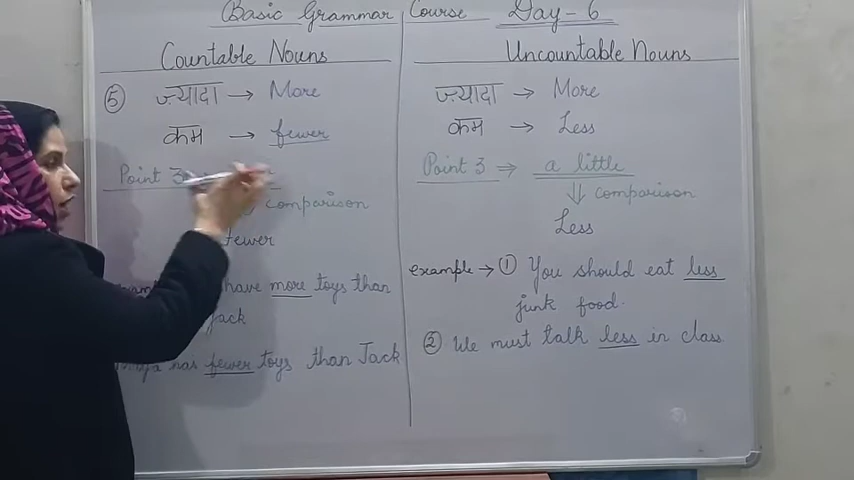 Basic Grammar Course Day-6
Countable Nouns
⑤ ज़्यादा → More
कम → fewer
Point 3
comparison
fewer
have more toys than
Jack
has fewer toys than Jack
Uncountable Nouns
ज़्यादा → More
कम → Less
Point 3 ⇒ a little
⇓ comparison
Less
example → ① You should eat less
junk food.
② We must talk less in class